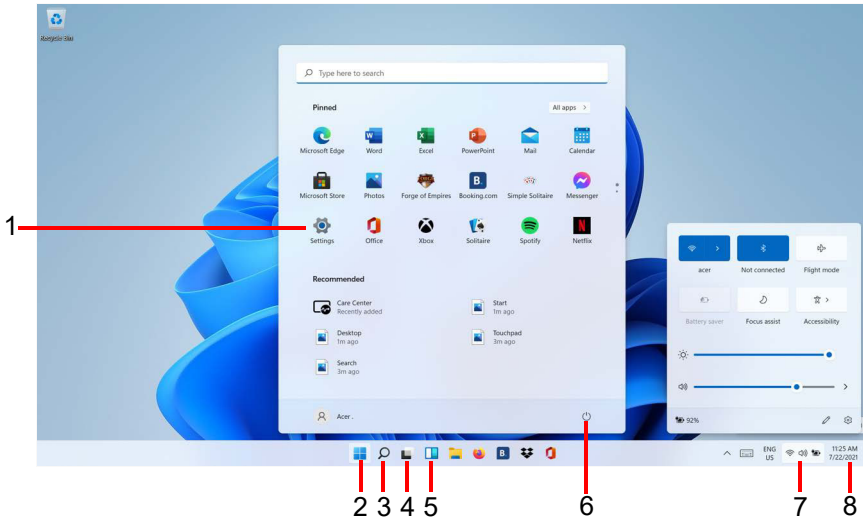 Recycle Bin
Type here to search
Pinned
All apps >
Microsoft Edge
Word
Excel
PowerPoint
Mail
Calendar
Microsoft Store
Photos
Forge of Empires
Booking.com
Simple Solitaire
Messenger
1
Settings
Office
Xbox
Solitaire
Spotify
Netflix
acer
Not connected
Flight mode
Recommended
Care Center
Recently added
Start
1m ago
Battery saver
Focus assist
Accessibility
Desktop
1m ago
Touchpad
3m ago
Search
3m ago
Acer .
92%
ENG
US
11:25 AM
7/22/2021
2 3 4 5 6 7 8